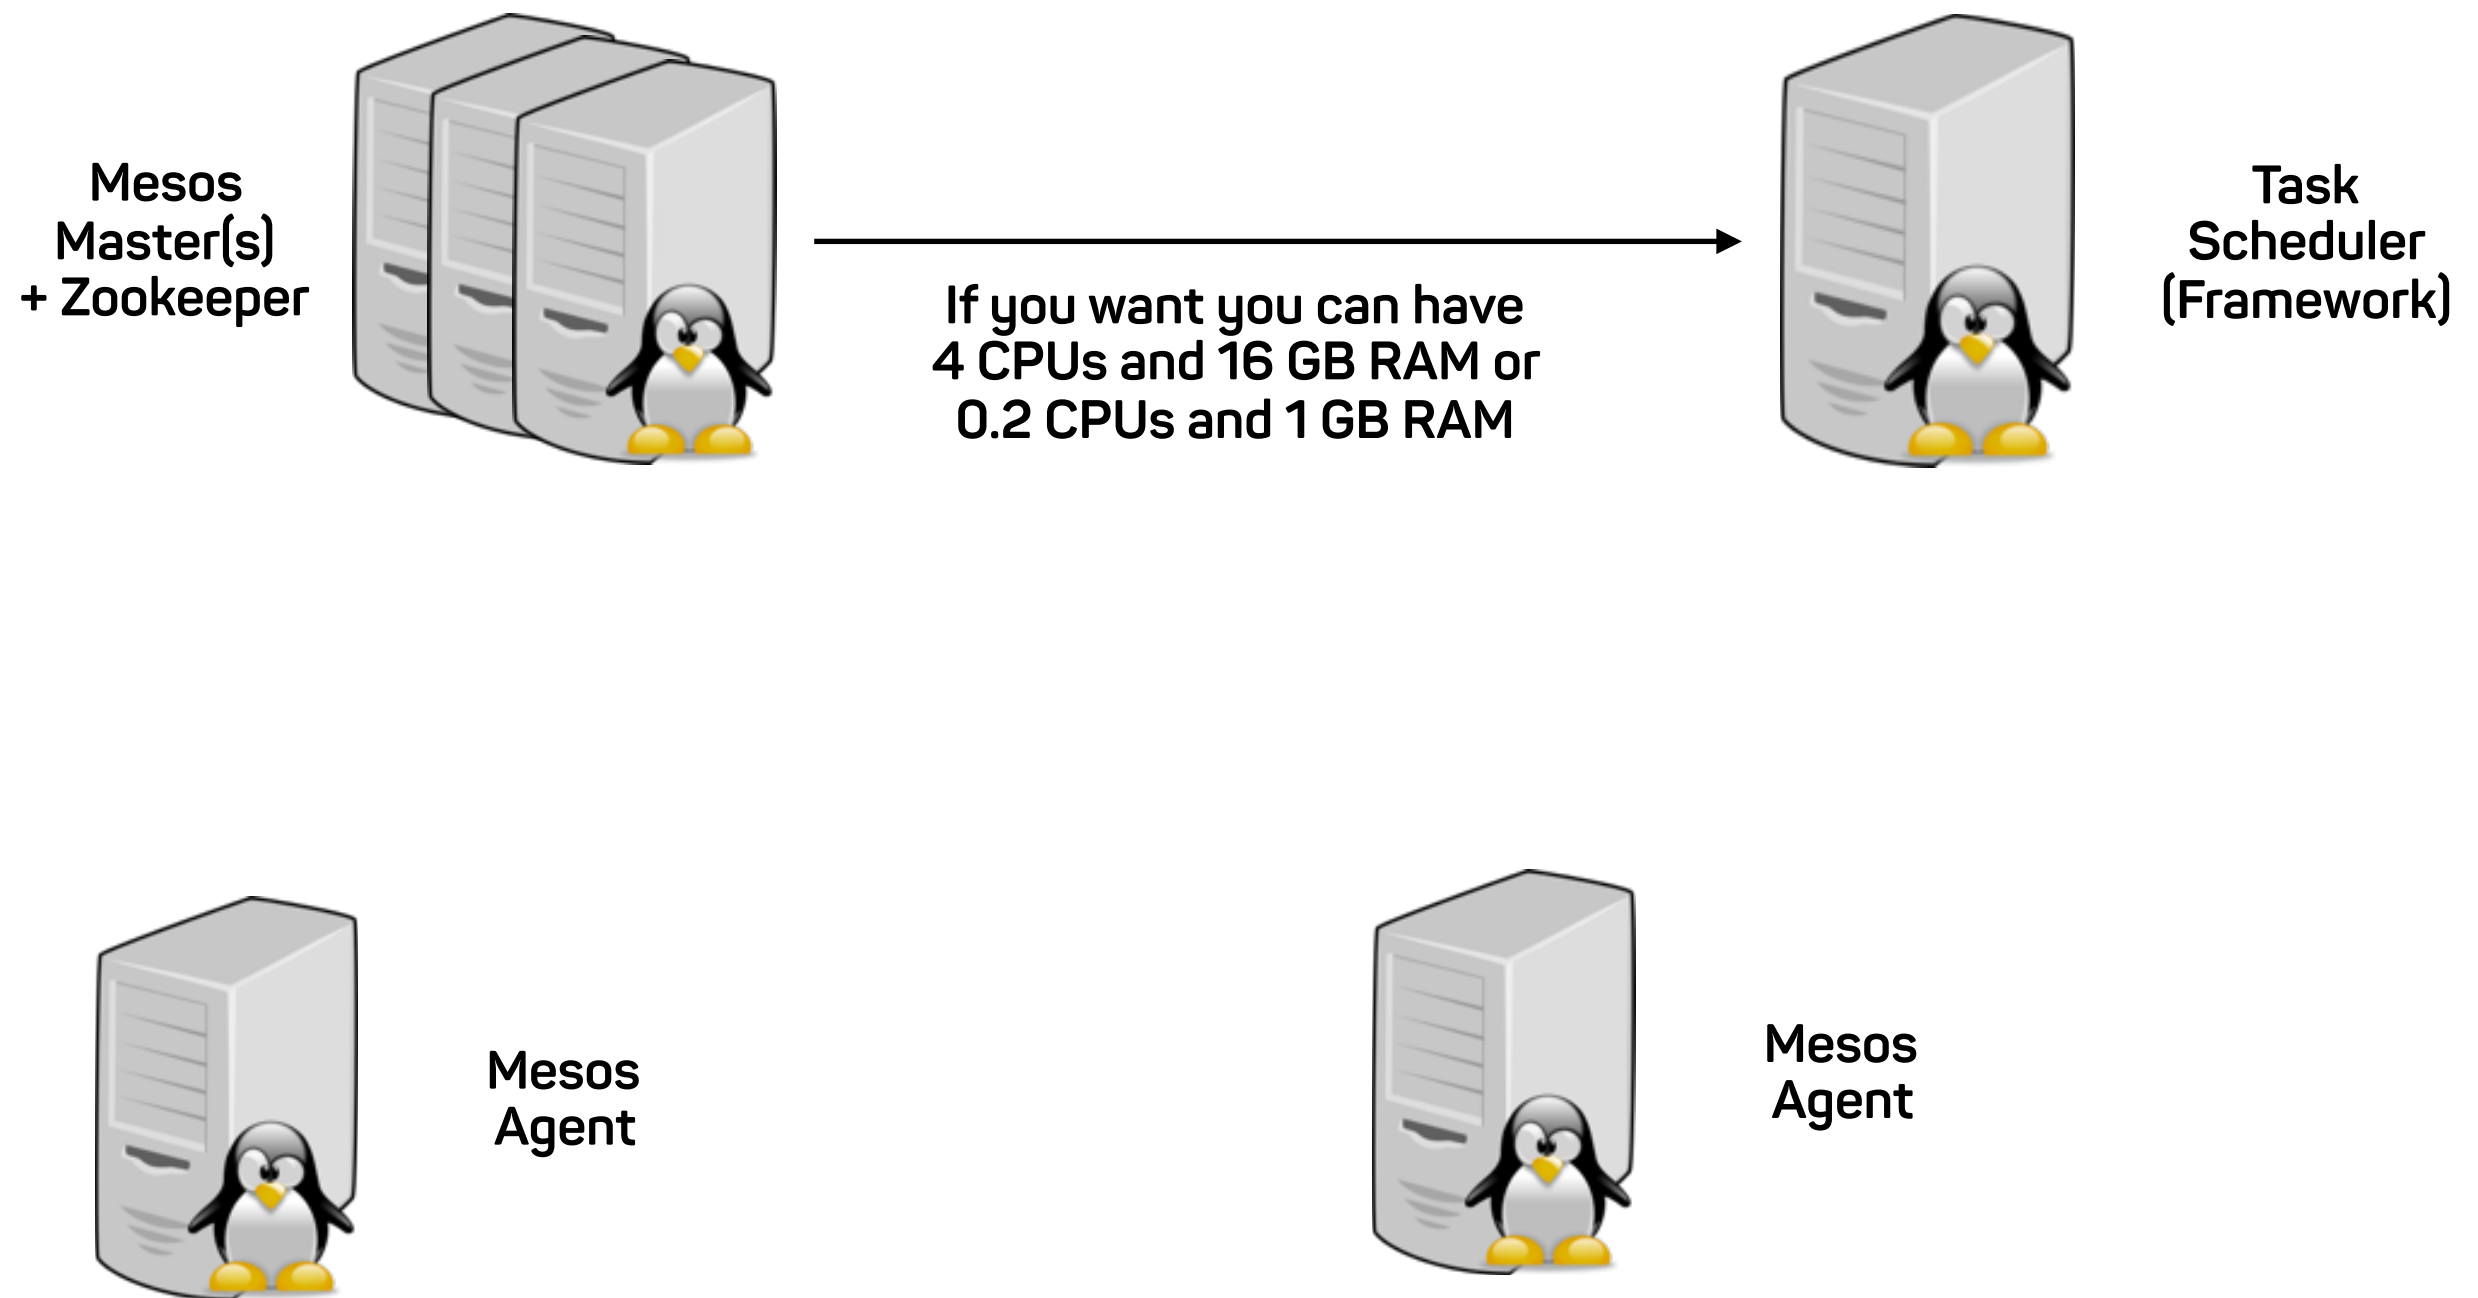 Mesos
Master(s)
+ Zookeeper
If you want you can have
4 CPUs and 16 GB RAM or
0.2 CPUs and 1 GB RAM
Task
Scheduler
(Framework)
Mesos
Agent
Mesos
Agent